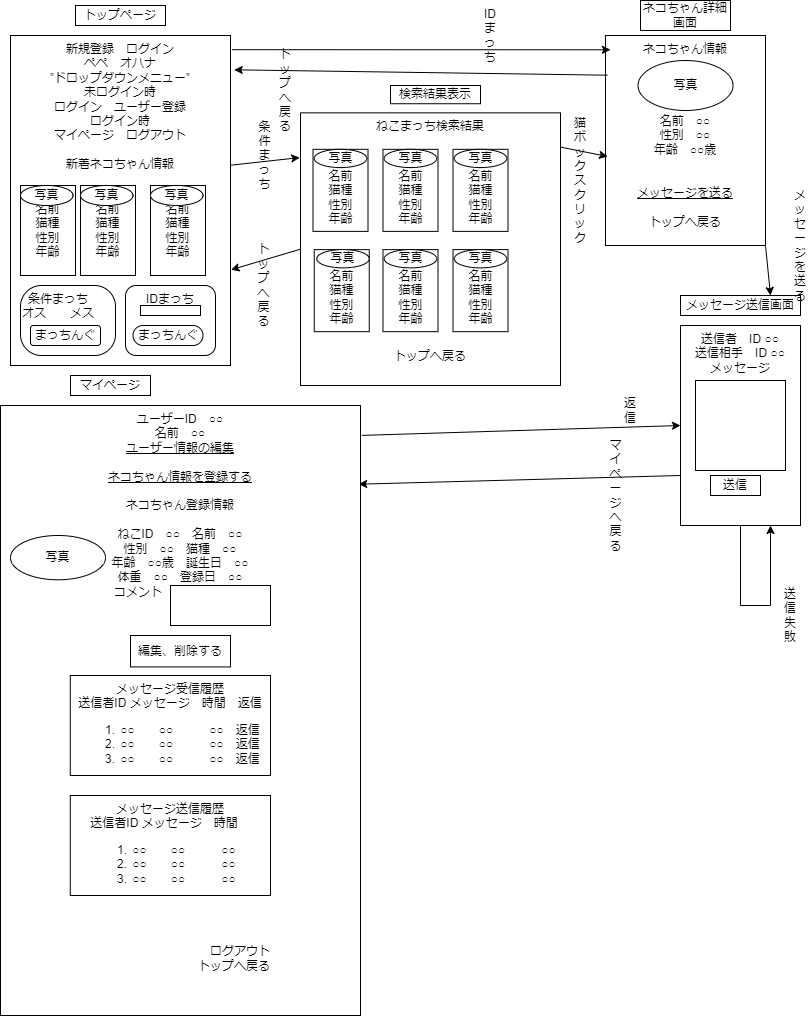 トップページ
新規登録　ログイン
ペペ　オハナ
”ドロップダウンメニュー”
未ログイン時
ログイン　ユーザー登録
ログイン時
マイページ　ログアウト
新着ネコちゃん情報
写真
名前
猫種
性別
年齢
写真
名前
猫種
性別
年齢
写真
名前
猫種
性別
年齢
条件まっち
オス　　メス
まっちんぐ
IDまっち
まっちんぐ
IDまっち
トップへ戻る
条件まっち
トップへ戻る
検索結果表示
ねこまっち検索結果
写真
名前
猫種
性別
年齢
写真
名前
猫種
性別
年齢
写真
名前
猫種
性別
年齢
写真
名前
猫種
性別
年齢
写真
名前
猫種
性別
年齢
写真
名前
猫種
性別
年齢
トップへ戻る
猫ボックスクリック
ネコちゃん詳細
画面
ネコちゃん情報
写真
名前　○○
性別　○○
年齢　○○歳
メッセージを送る
トップへ戻る
メッセージを送る
メッセージ送信画面
送信者　ID ○○
送信相手　ID ○○
メッセージ
送信
送信失敗
返信
マイページへ戻る
マイページ
ユーザーID　○○
名前　○○
ユーザー情報の編集
ネコちゃん情報を登録する
ネコちゃん登録情報
写真
ねこID　○○　名前　○○
性別　○○　猫種　○○
年齢　○○歳　誕生日　○○
体重　○○　登録日　○○
コメント
編集、削除する
メッセージ受信履歴
送信者ID メッセージ　時間　返信
1. ○○　　○○　　　○○　返信
2. ○○　　○○　　　○○　返信
3. ○○　　○○　　　○○　返信
メッセージ送信履歴
送信者ID メッセージ　時間
1. ○○　　○○　　　○○
2. ○○　　○○　　　○○
3. ○○　　○○　　　○○
ログアウト
トップへ戻る